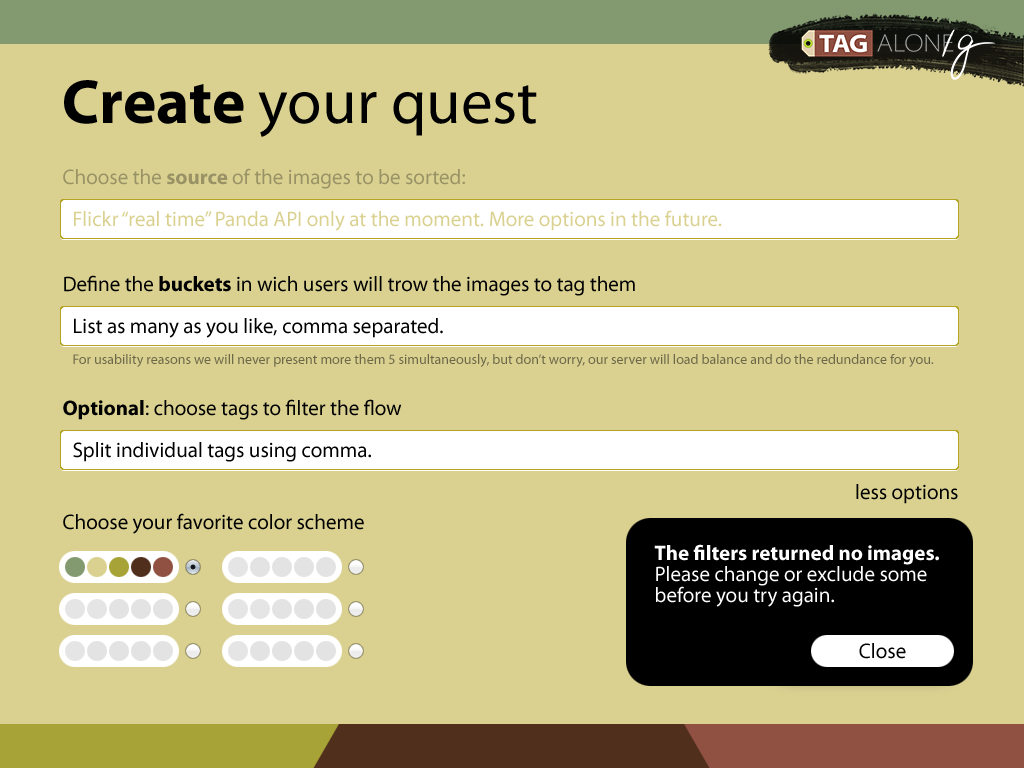 TAG ALONE/g
Create your quest
Choose the source of the images to be sorted:
Flickr “real time” Panda API only at the moment. More options in the future.
Define the buckets in wich users will trow the images to tag them
List as many as you like, comma separated.
For usability reasons we will never present more them 5 simultaneously, but don’t worry, our server will load balance and do the redundance for you.
Optional: choose tags to filter the flow
Split individual tags using comma.
less options
Choose your favorite color scheme
The filters returned no images.
Please change or exclude some
before you try again.
Close